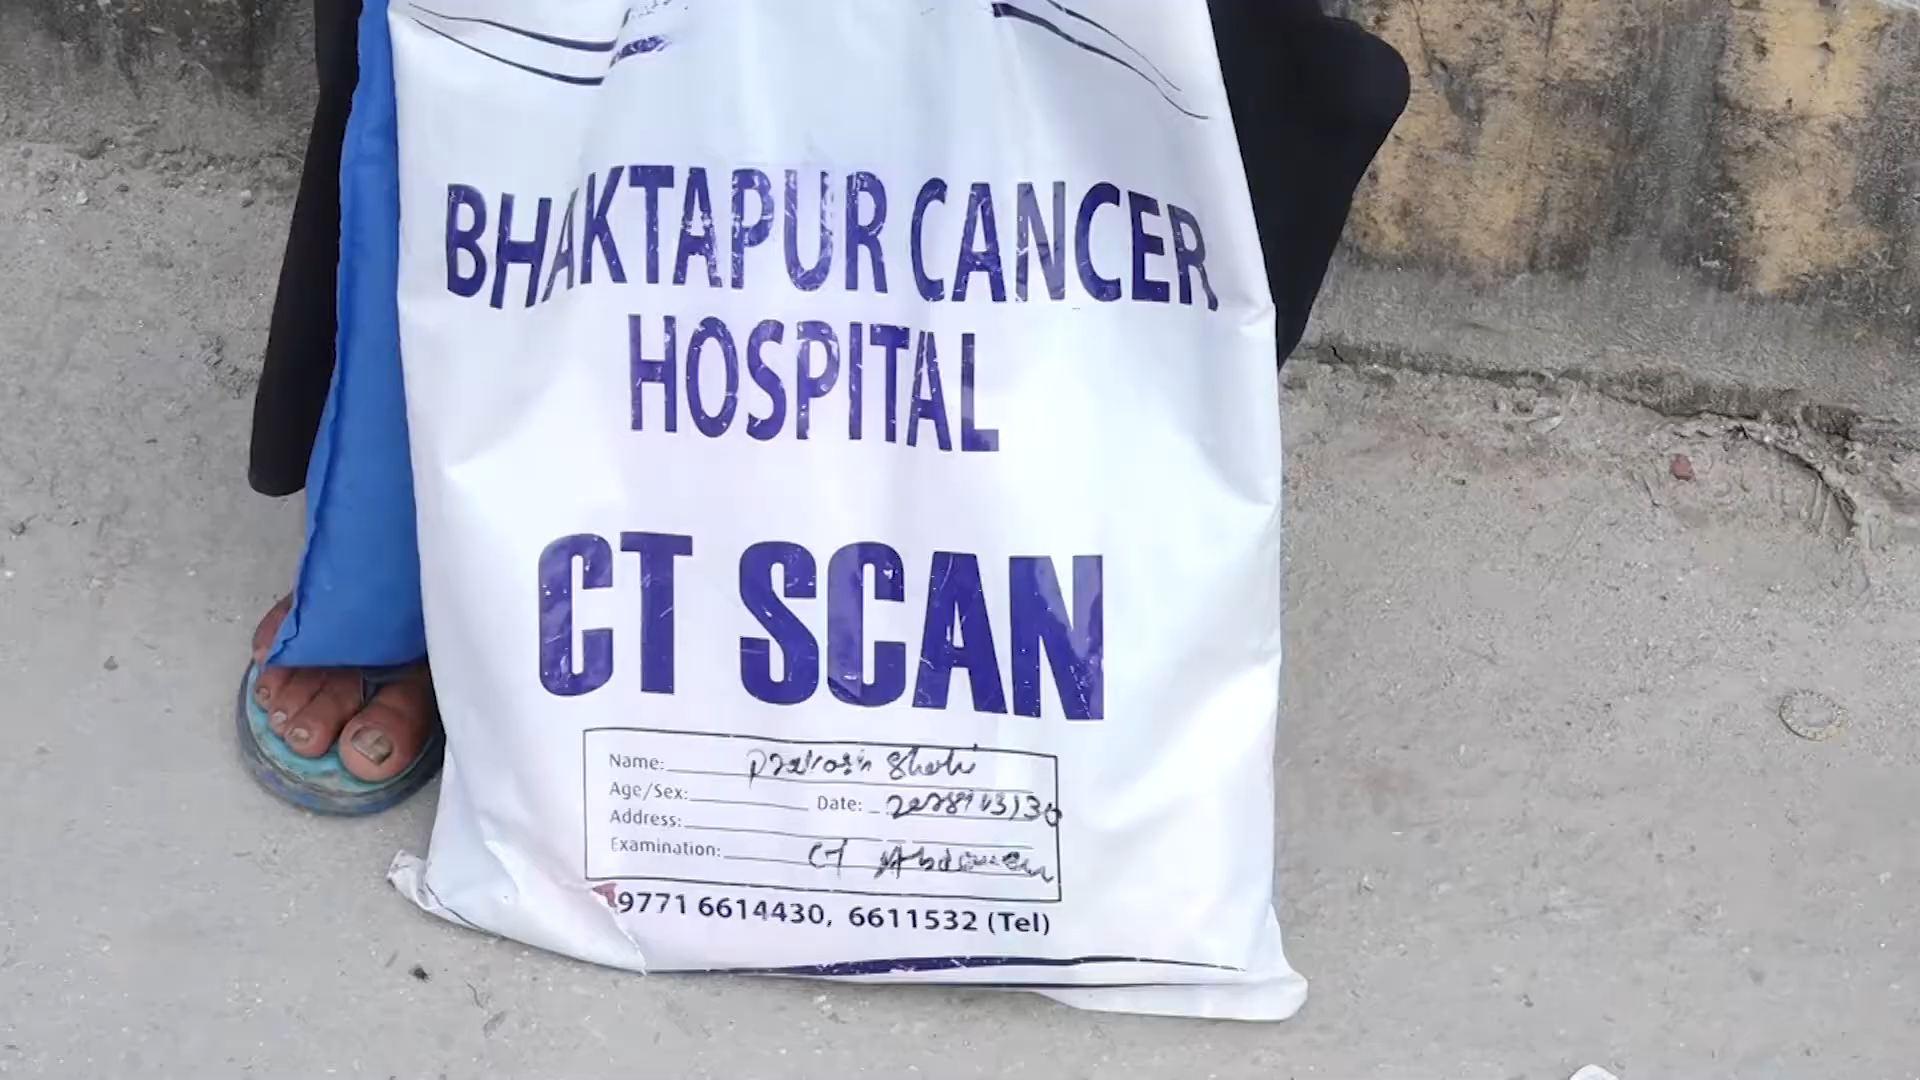 BHAKTAPUR CANCER
HOSPITAL
CT SCAN
Name:
Age/Sex: Date:
Address:
Examination: CT Abdomen
9771 6614430, 6611532 (Tel)